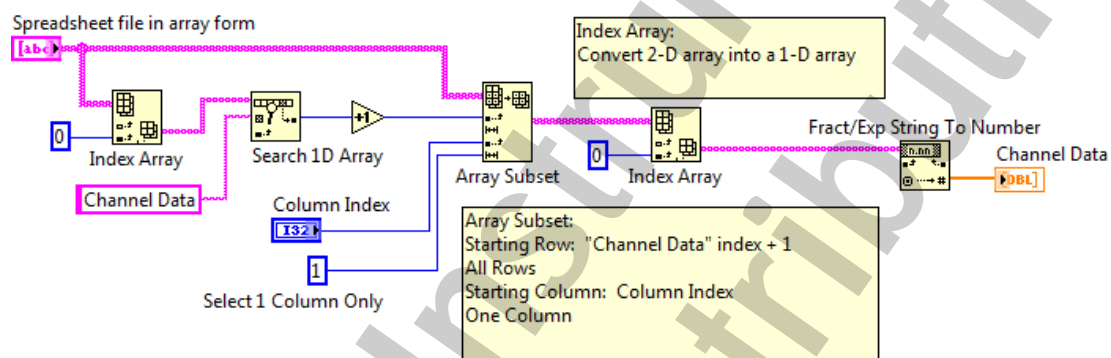 Spreadsheet file in array form
[abc]
Index Array:
Convert 2-D array into a 1-D array
0
Index Array
Search 1D Array
+1
Array Subset
0
Index Array
Fract/Exp String To Number
n.nn
#
Channel Data
DBL]
Channel Data
Column Index
I32
1
Select 1 Column Only
Array Subset:
Starting Row: "Channel Data" index + 1
All Rows
Starting Column: Column Index
One Column